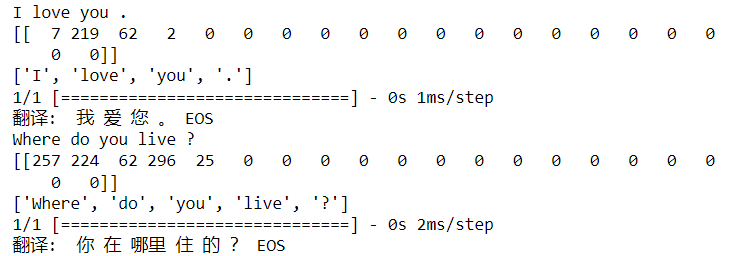 I love you .
[[  7 219  62   2   0   0   0   0   0   0   0   0   0   0   0   0   0   0
    0   0]]
['I', 'love', 'you', '.']
1/1 [==============================] - 0s 1ms/step
翻译: 我 爱 您 。 EOS
Where do you live ?
[[257 224  62 296  25   0   0   0   0   0   0   0   0   0   0   0   0   0
    0   0]]
['Where', 'do', 'you', 'live', '?']
1/1 [==============================] - 0s 2ms/step
翻译: 你 在 哪里 住 的 ? EOS